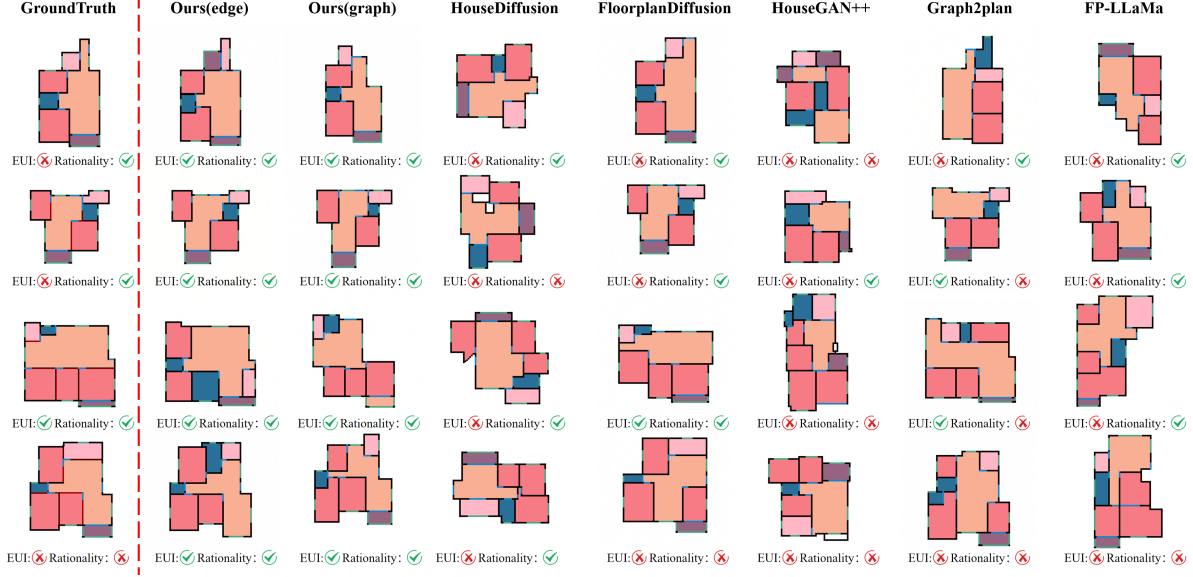 GroundTruth Ours(edge) Ours(graph) HouseDiffusion FloorplanDiffusion HouseGAN++ Graph2plan FP-LLaMa
EUI: Rationality: EUI: Rationality: EUI: Rationality: EUI: Rationality: EUI: Rationality: EUI: Rationality: EUI: Rationality: EUI: Rationality:
EUI: Rationality: EUI: Rationality: EUI: Rationality: EUI: Rationality: EUI: Rationality: EUI: Rationality: EUI: Rationality: EUI: Rationality:
EUI: Rationality: EUI: Rationality: EUI: Rationality: EUI: Rationality: EUI: Rationality: EUI: Rationality: EUI: Rationality: EUI: Rationality:
EUI: Rationality: EUI: Rationality: EUI: Rationality: EUI: Rationality: EUI: Rationality: EUI: Rationality: EUI: Rationality: EUI: Rationality: